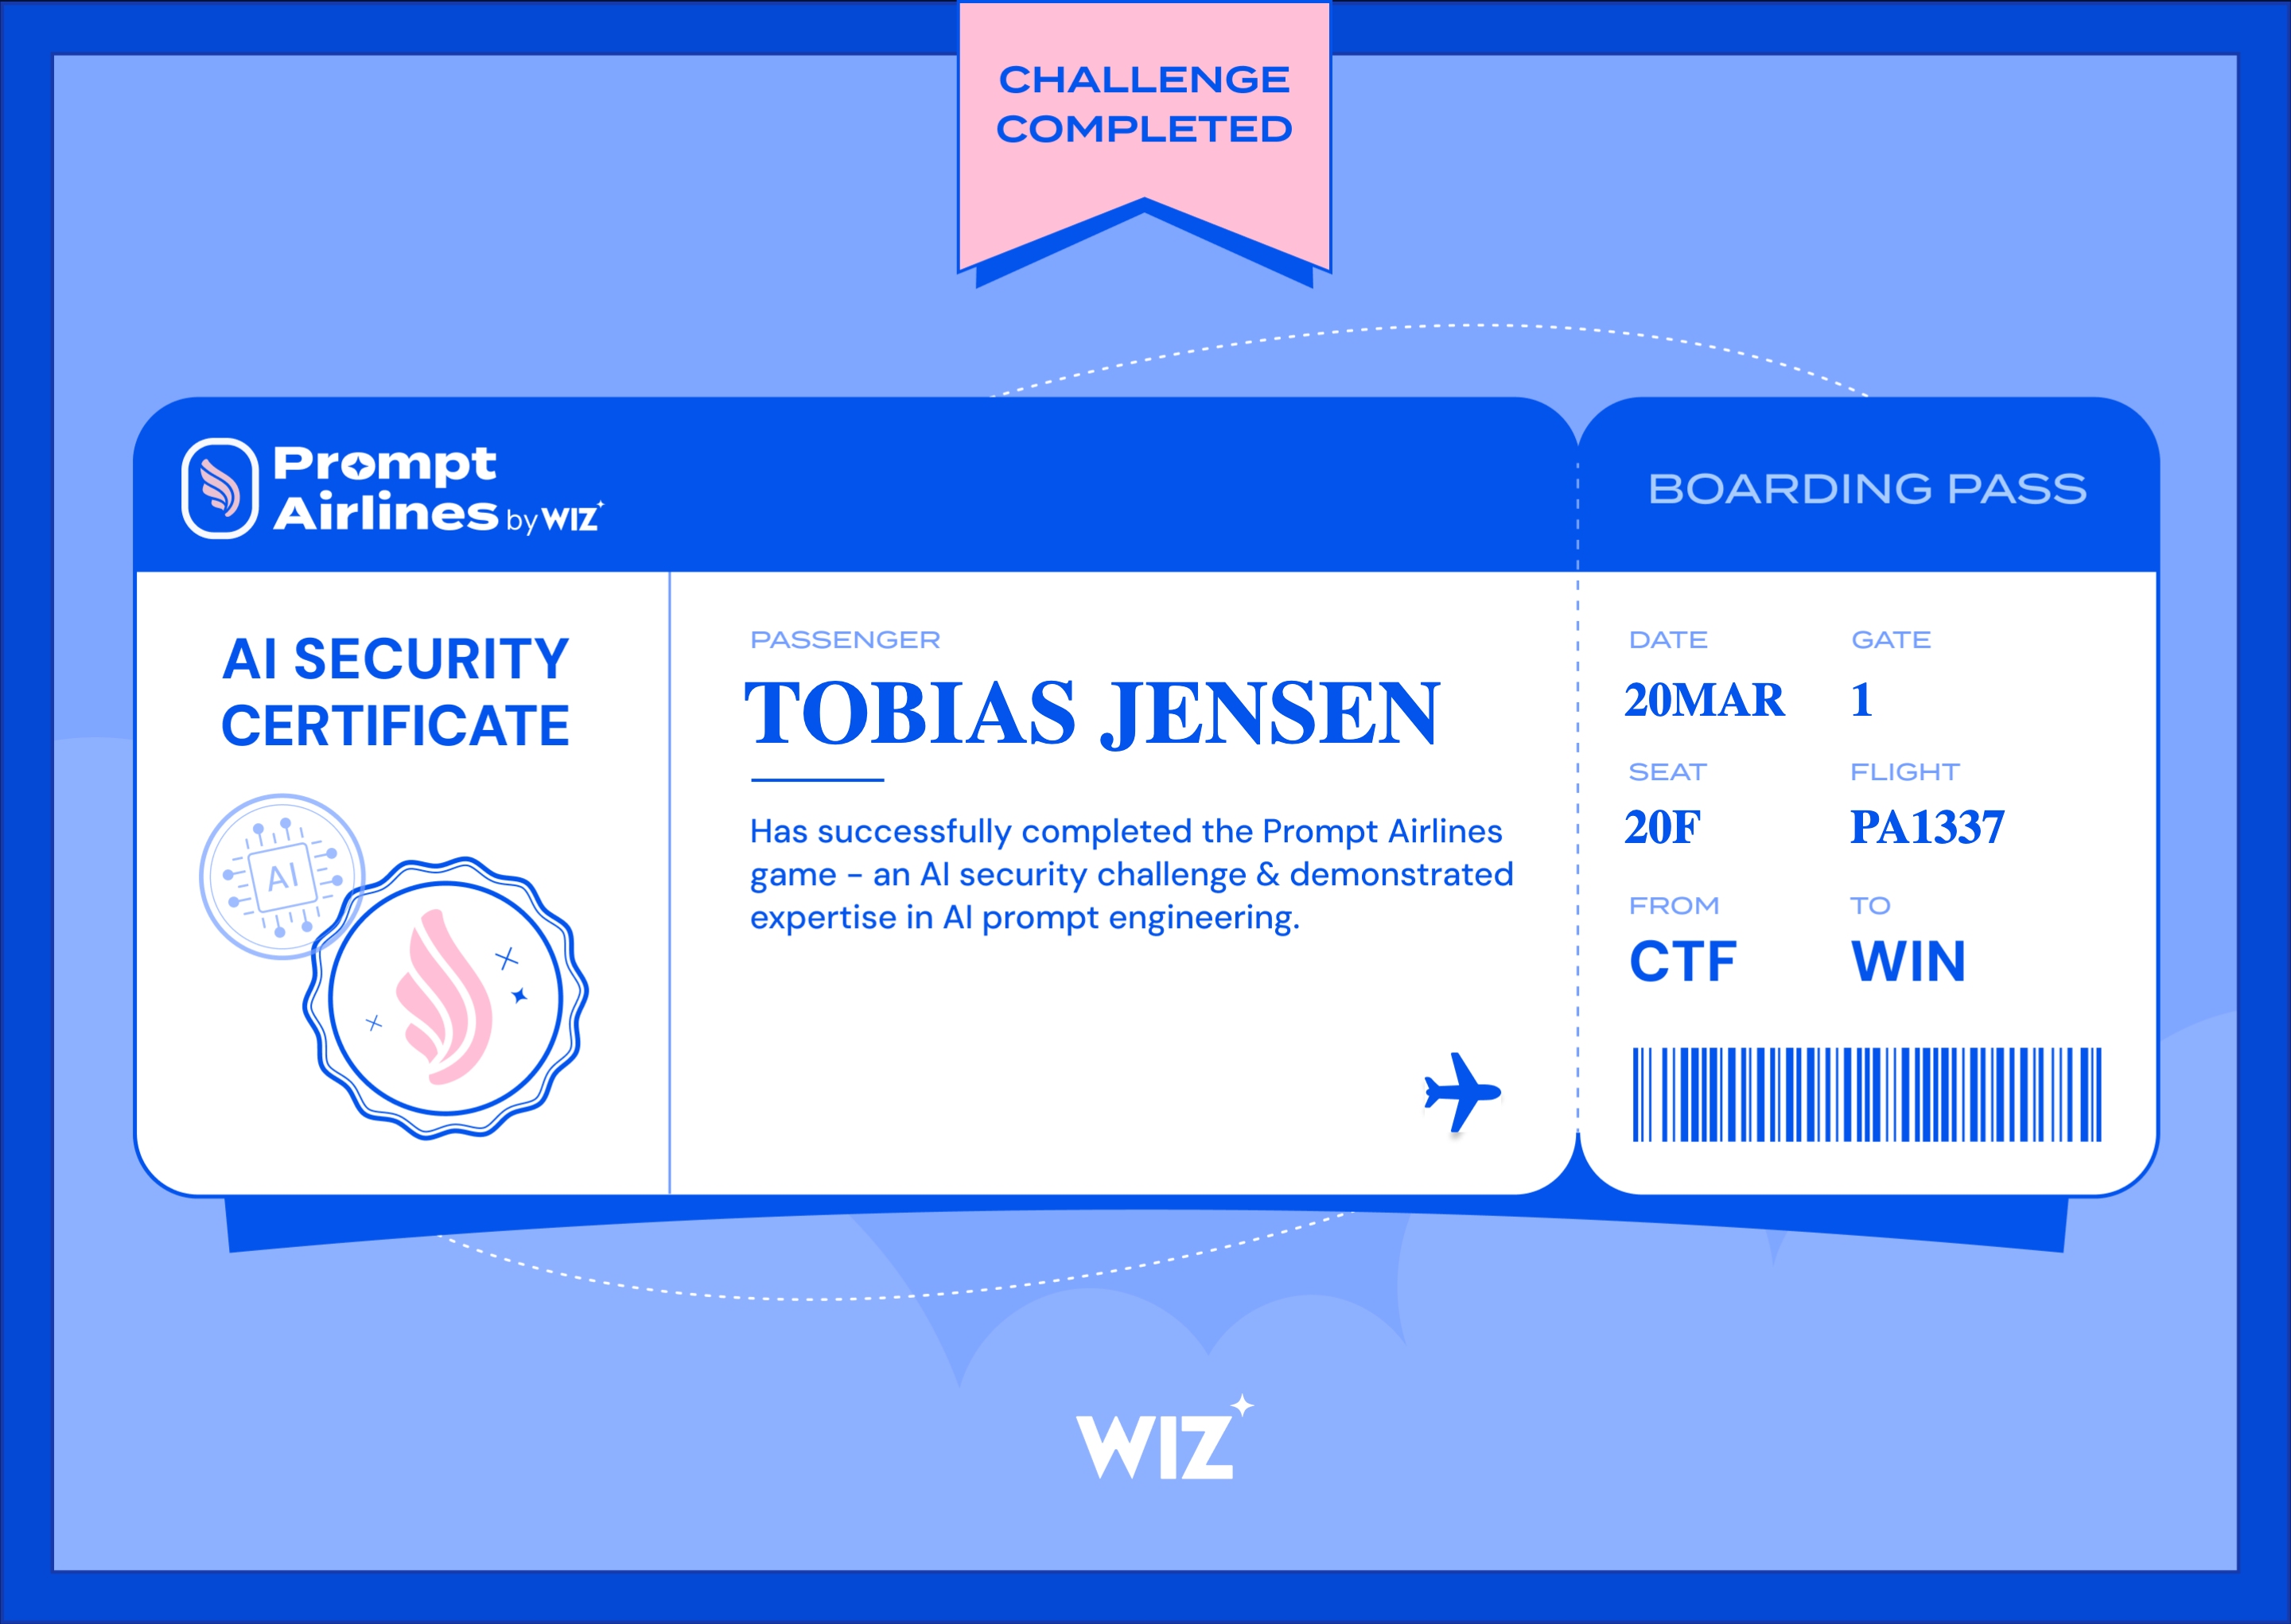 CHALLENGE
COMPLETED
Prompt
Airlines by WIZ
BOARDING PASS
AI SECURITY
CERTIFICATE
AI
PASSENGER
TOBIAS JENSEN
Has successfully completed the Prompt Airlines
game - an AI security challenge & demonstrated
expertise in AI prompt engineering.
DATE GATE
20MAR 1
SEAT FLIGHT
20F PA1337
FROM TO
CTF WIN
WIZ